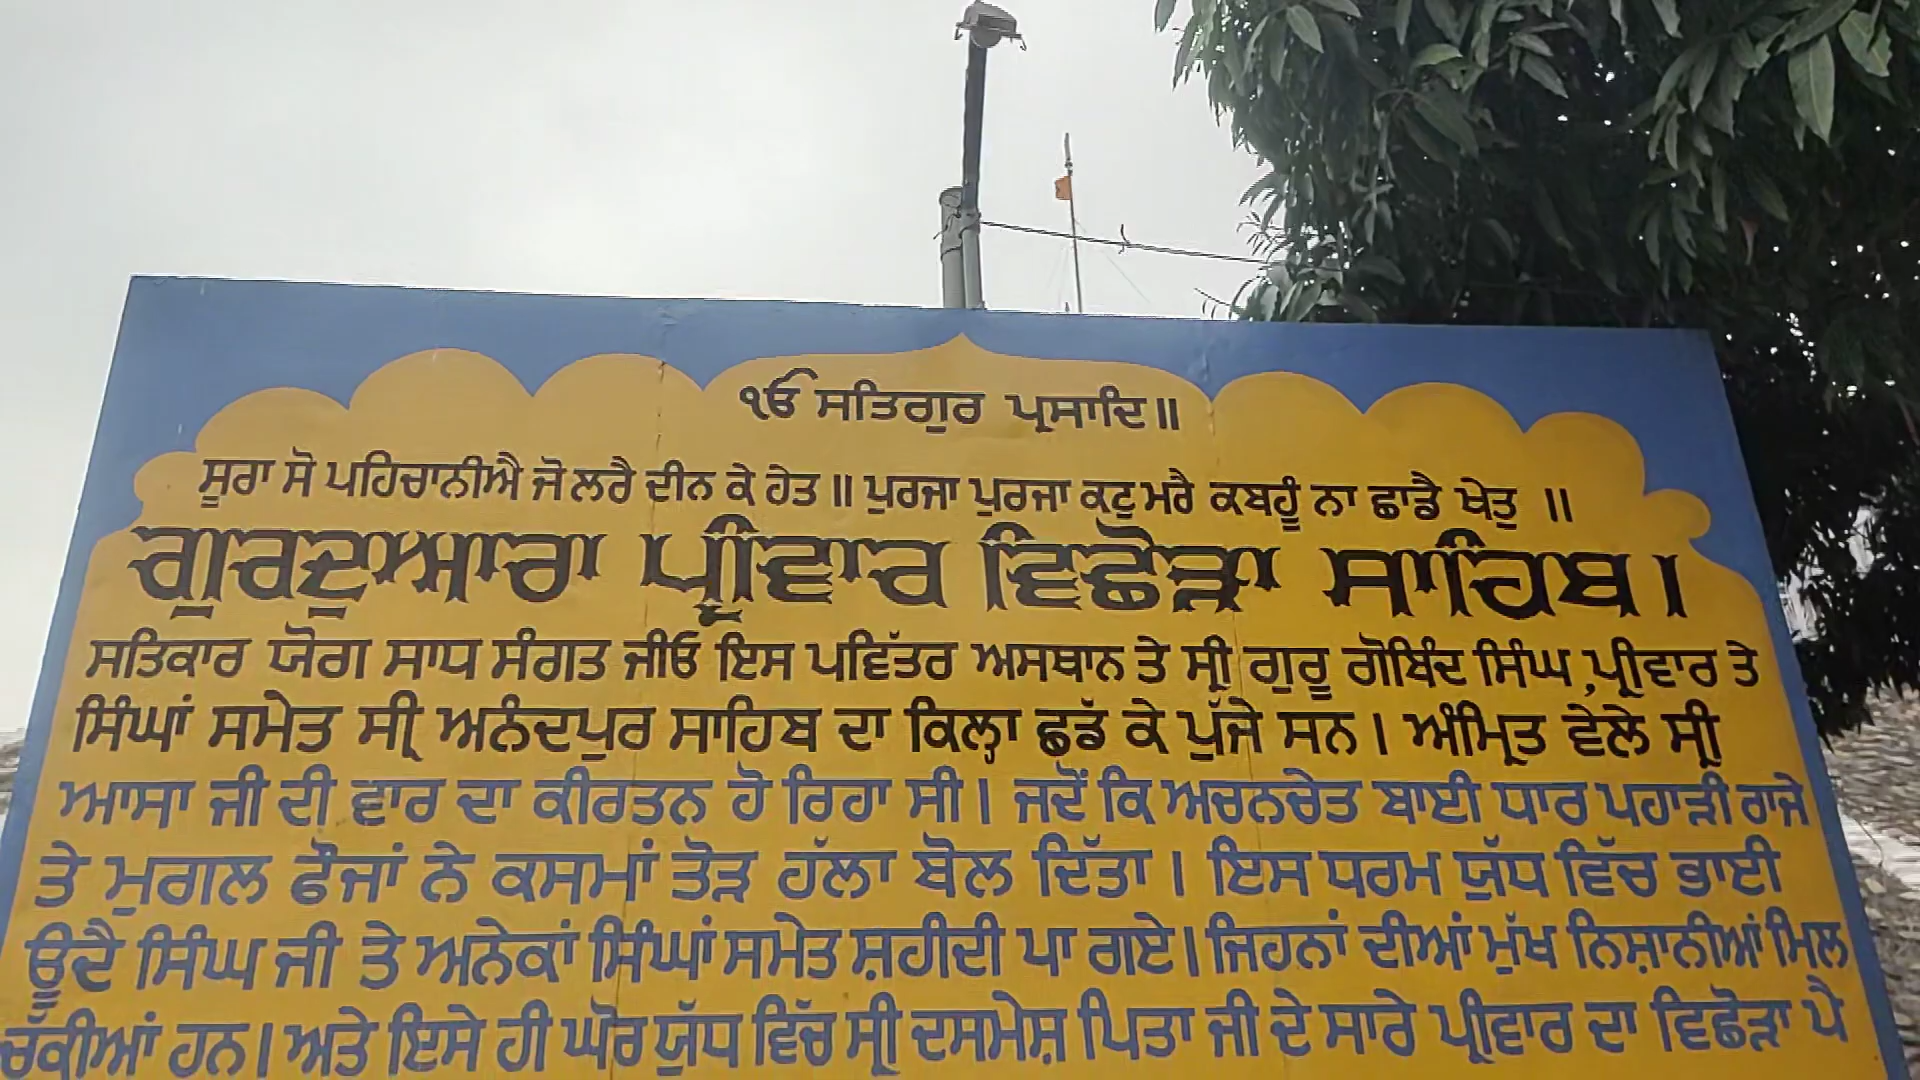 ੴ ਸਤਿਗੁਰ ਪ੍ਰਸਾਦਿ॥
ਸੂਰਾ ਸੋ ਪਹਿਚਾਨੀਐ ਜੋ ਲਰੈ ਦੀਨ ਕੇ ਹੇਤ ॥ ਪੁਰਜਾ ਪੁਰਜਾ ਕਟੁ ਮਰੈ ਕਬਹੂੰ ਨਾ ਛਾਡੈ ਖੇਤੁ ॥
ਗੁਰਦੁਆਰਾ ਪ੍ਰੀਵਾਰ ਵਿਛੋੜਾ ਸਾਹਿਬ।
ਸਤਿਕਾਰ ਯੋਗ ਸਾਧ ਸੰਗਤ ਜੀਓ ਇਸ ਪਵਿੱਤਰ ਅਸਥਾਨ ਤੇ ਸ੍ਰੀ ਗੁਰੂ ਗੋਬਿੰਦ ਸਿੰਘ ,ਪ੍ਰੀਵਾਰ ਤੇ
ਸਿੰਘਾਂ ਸਮੇਤ ਸ੍ਰੀ ਅਨੰਦਪੁਰ ਸਾਹਿਬ ਦਾ ਕਿਲ੍ਹਾ ਛਡੱ ਕੇ ਪੁੱਜੇ ਸਨ। ਅੰਮ੍ਰਿਤ ਵੇਲੇ ਸ੍ਰੀ
ਆਸਾ ਜੀ ਦੀ ਵਾਰ ਦਾ ਕੀਰਤਨ ਹੋ ਰਿਹਾ ਸੀ। ਜਦੋਂ ਕਿ ਅਚਨਚੇਤ ਬਾਈ ਧਾਰ ਪਹਾੜੀ ਰਾਜੇ
ਤੇ ਮੁਗਲ ਫੌਜਾਂ ਨੇ ਕਸਮਾਂ ਤੋੜ ਹੱਲਾ ਬੋਲ ਦਿੱਤਾ। ਇਸ ਧਰਮ ਯੁੱਧ ਵਿੱਚ ਭਾਈ
ਊਦੈ ਸਿੰਘ ਜੀ ਤੇ ਅਨੇਕਾਂ ਸਿੰਘਾਂ ਸਮੇਤ ਸ਼ਹੀਦੀ ਪਾ ਗਏ। ਜਿਹਨਾਂ ਦੀਆਂ ਮੁੱਖ ਨਿਸ਼ਾਨੀਆਂ ਮਿਲ
ਚੱਕੀਆਂ ਹਨ। ਅਤੇ ਇਸੇ ਹੀ ਘੋਰ ਯੁੱਧ ਵਿੱਚ ਸ੍ਰੀ ਦਸਮੇਸ਼ ਪਿਤਾ ਜੀ ਦੇ ਸਾਰੇ ਪ੍ਰੀਵਾਰ ਦਾ ਵਿਛੋੜਾ ਪੈ